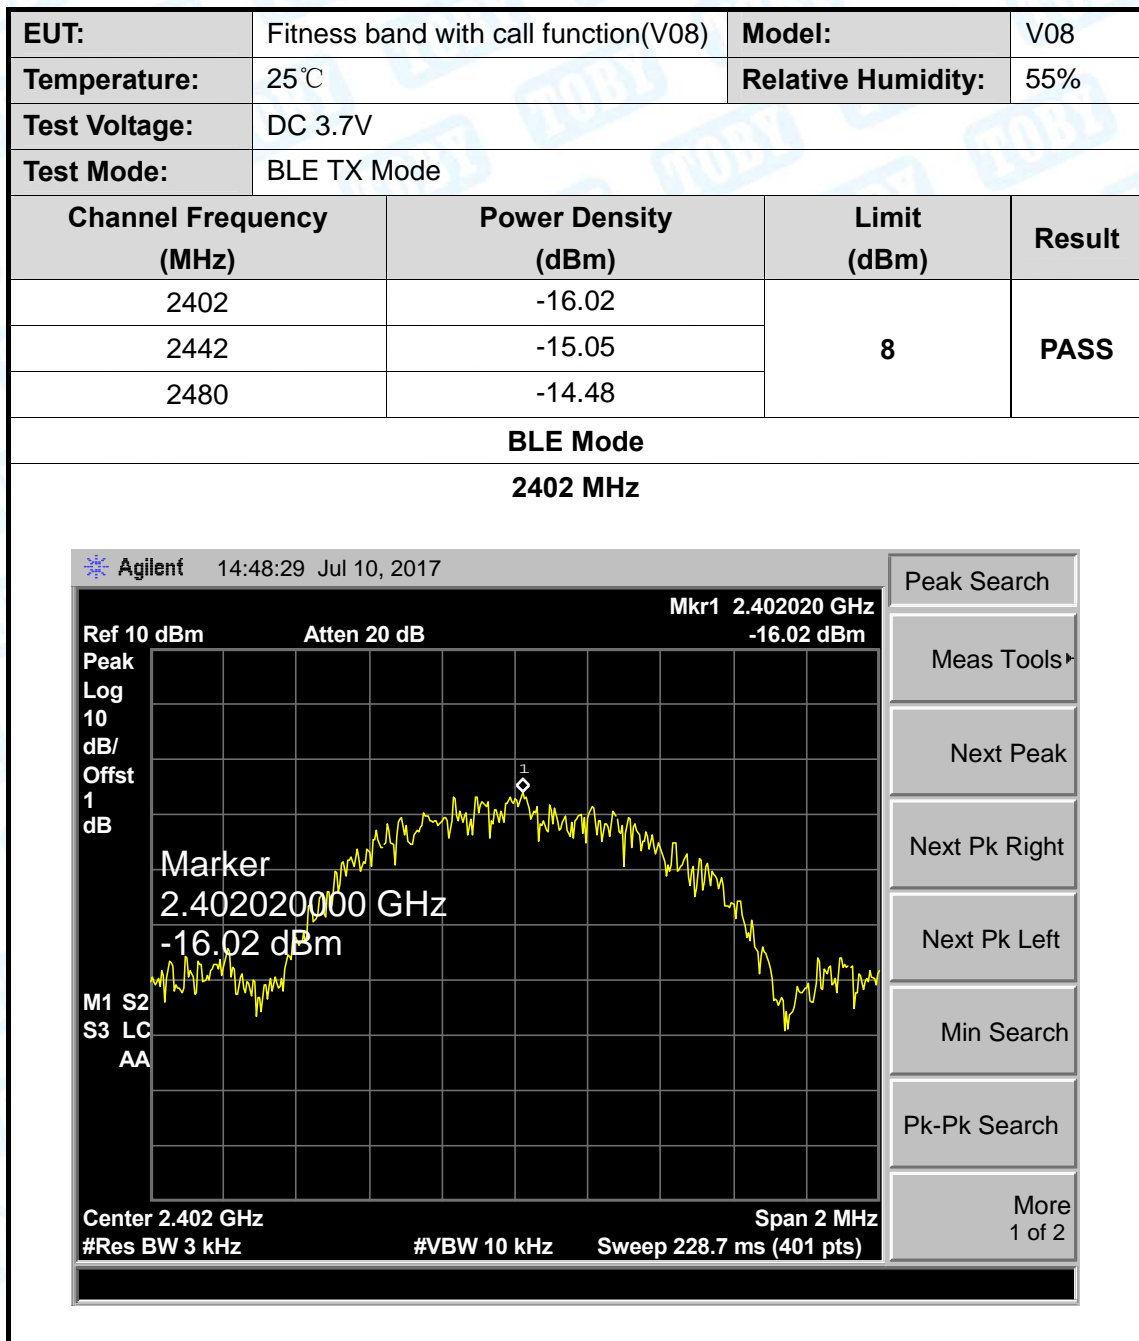 EUT: Fitness band with call function(V08) Model: V08
Temperature: 25℃ Relative Humidity: 55%
Test Voltage: DC 3.7V
Test Mode: BLE TX Mode
Channel Frequency (MHz) Power Density (dBm) Limit (dBm) Result
2402 -16.02
2442 -15.05 8 PASS
2480 -14.48
BLE Mode
2402 MHz
Agilent 14:48:29 Jul 10, 2017
Peak Search
Mkr1 2.402020 GHz
Ref 10 dBm Atten 20 dB -16.02 dBm
Peak
Log
10
dB/
Offst
1
dB
1
Marker
2.402020000 GHz
-16.02 dBm
M1 S2
S3 LC
AA
Center 2.402 GHz Span 2 MHz
#Res BW 3 kHz #VBW 10 kHz Sweep 228.7 ms (401 pts)
Meas Tools
Next Peak
Next Pk Right
Next Pk Left
Min Search
Pk-Pk Search
More
1 of 2
TOBY
TOBY
TOBY
TOBY